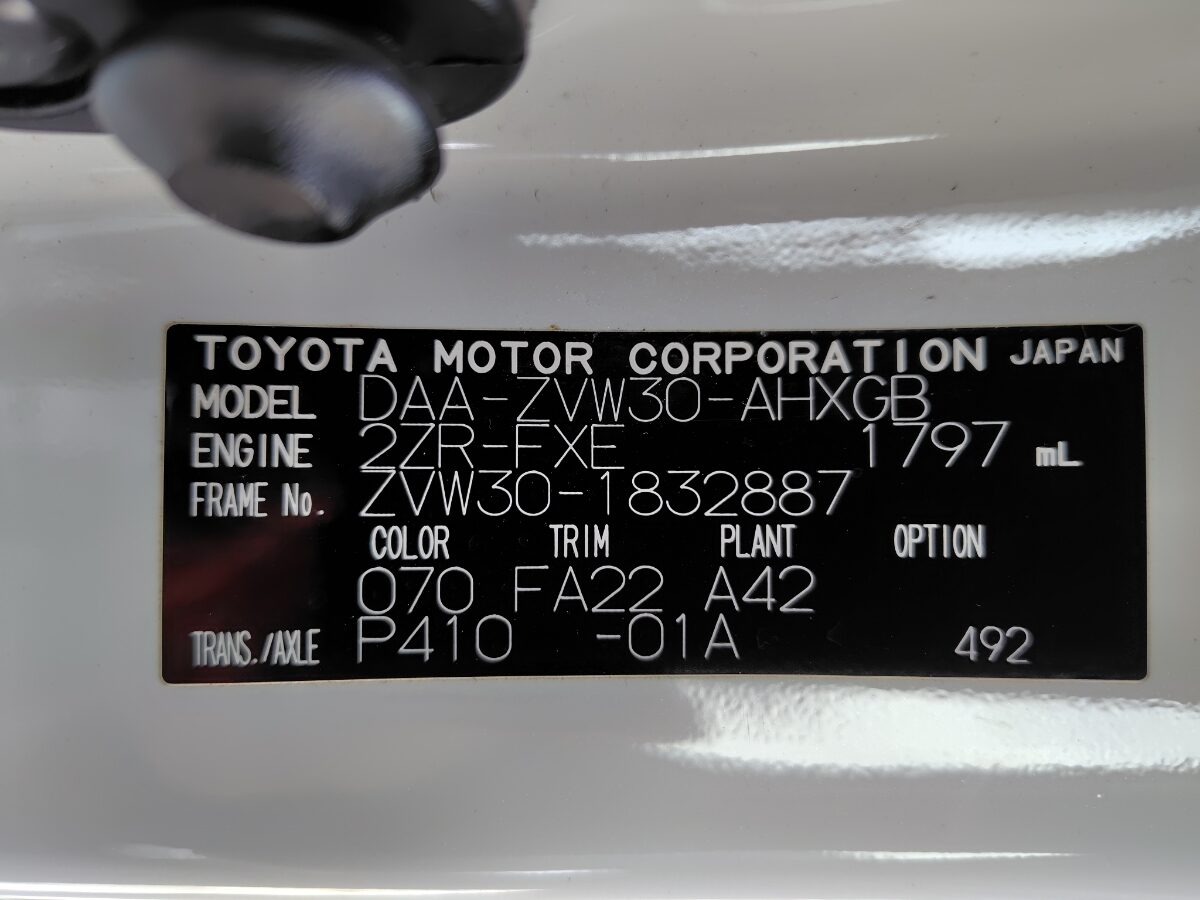 TOYOTA MOTOR CORPORATION JAPAN
MODEL DAA-ZVW30-AHXGB
ENGINE 2ZR-FXE 1797 mL
FRAME No. ZVW30-1832887
COLOR TRIM PLANT OPTION
070 FA22 A42
TRANS./AXLE P410 -01A 492